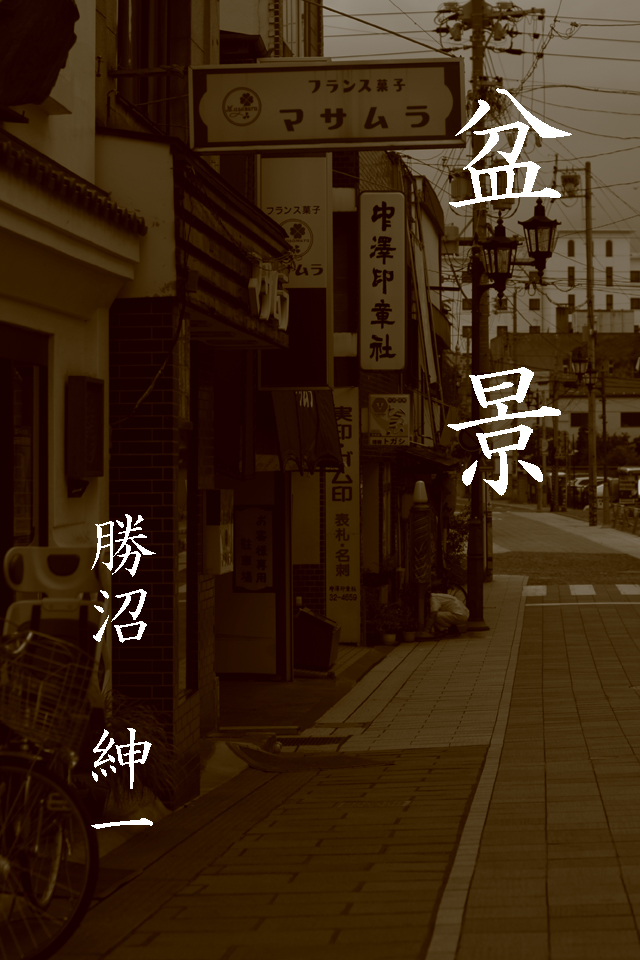 盆景
勝沼 紳一
フランス菓子
マサムラ
フランス菓子
マサムラ
中澤印章社
実印 ゴム印 表札・名刺